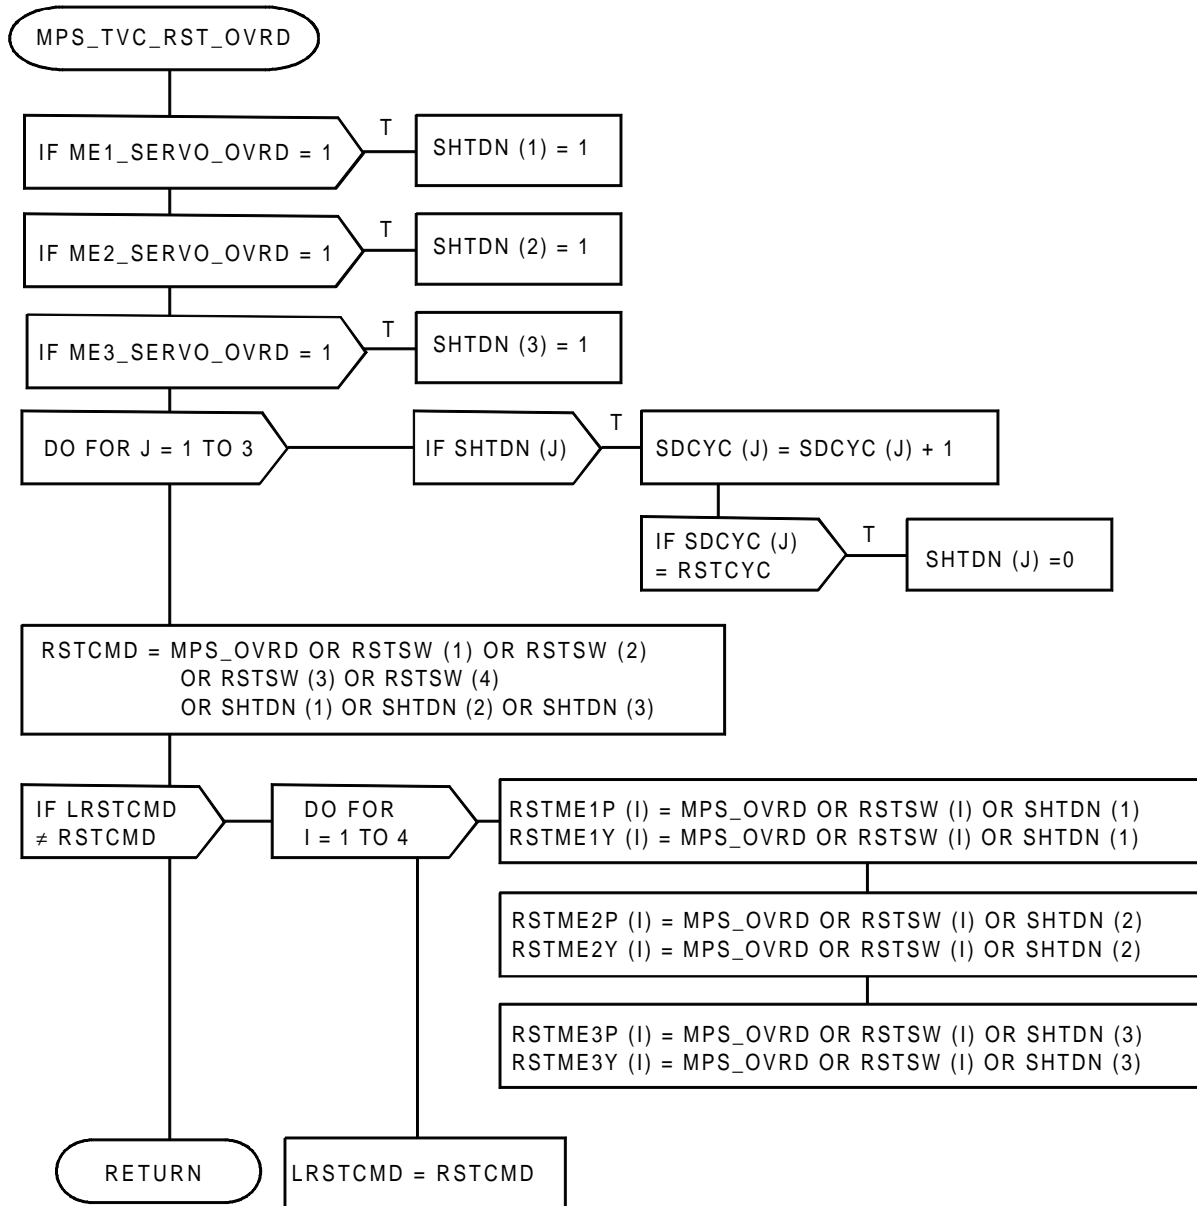 MPS_TVC_RST_OVRD
IF ME1_SERVO_OVRD = 1
T
SHTDN (1) = 1
IF ME2_SERVO_OVRD = 1
T
SHTDN (2) = 1
IF ME3_SERVO_OVRD = 1
T
SHTDN (3) = 1
DO FOR J = 1 TO 3
IF SHTDN (J)
T
SDCYC (J) = SDCYC (J) + 1
IF SDCYC (J)
= RSTCYC
T
SHTDN (J) =0
RSTCMD = MPS_OVRD OR RSTSW (1) OR RSTSW (2)
OR RSTSW (3) OR RSTSW (4)
OR SHTDN (1) OR SHTDN (2) OR SHTDN (3)
IF LRSTCMD
≠ RSTCMD
DO FOR
I = 1 TO 4
RSTME1P (I) = MPS_OVRD OR RSTSW (I) OR SHTDN (1)
RSTME1Y (I) = MPS_OVRD OR RSTSW (I) OR SHTDN (1)
RSTME2P (I) = MPS_OVRD OR RSTSW (I) OR SHTDN (2)
RSTME2Y (I) = MPS_OVRD OR RSTSW (I) OR SHTDN (2)
RSTME3P (I) = MPS_OVRD OR RSTSW (I) OR SHTDN (3)
RSTME3Y (I) = MPS_OVRD OR RSTSW (I) OR SHTDN (3)
RETURN
LRSTCMD = RSTCMD